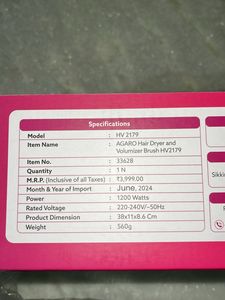 Specifications
Model : HV 2179
Item Name : AGARO Hair Dryer and
Volumizer Brush HV2179
Item No. : 33628
Quantity : 1 N
M.R.P. (Inclusive of all Taxes) : ₹3,999.00
Month & Year of Import : June, 2024
Power : 1200 Watts
Rated Voltage : 220-240V/~50Hz
Product Dimension : 38x11x8.6 Cm
Weight : 560g
Sikki